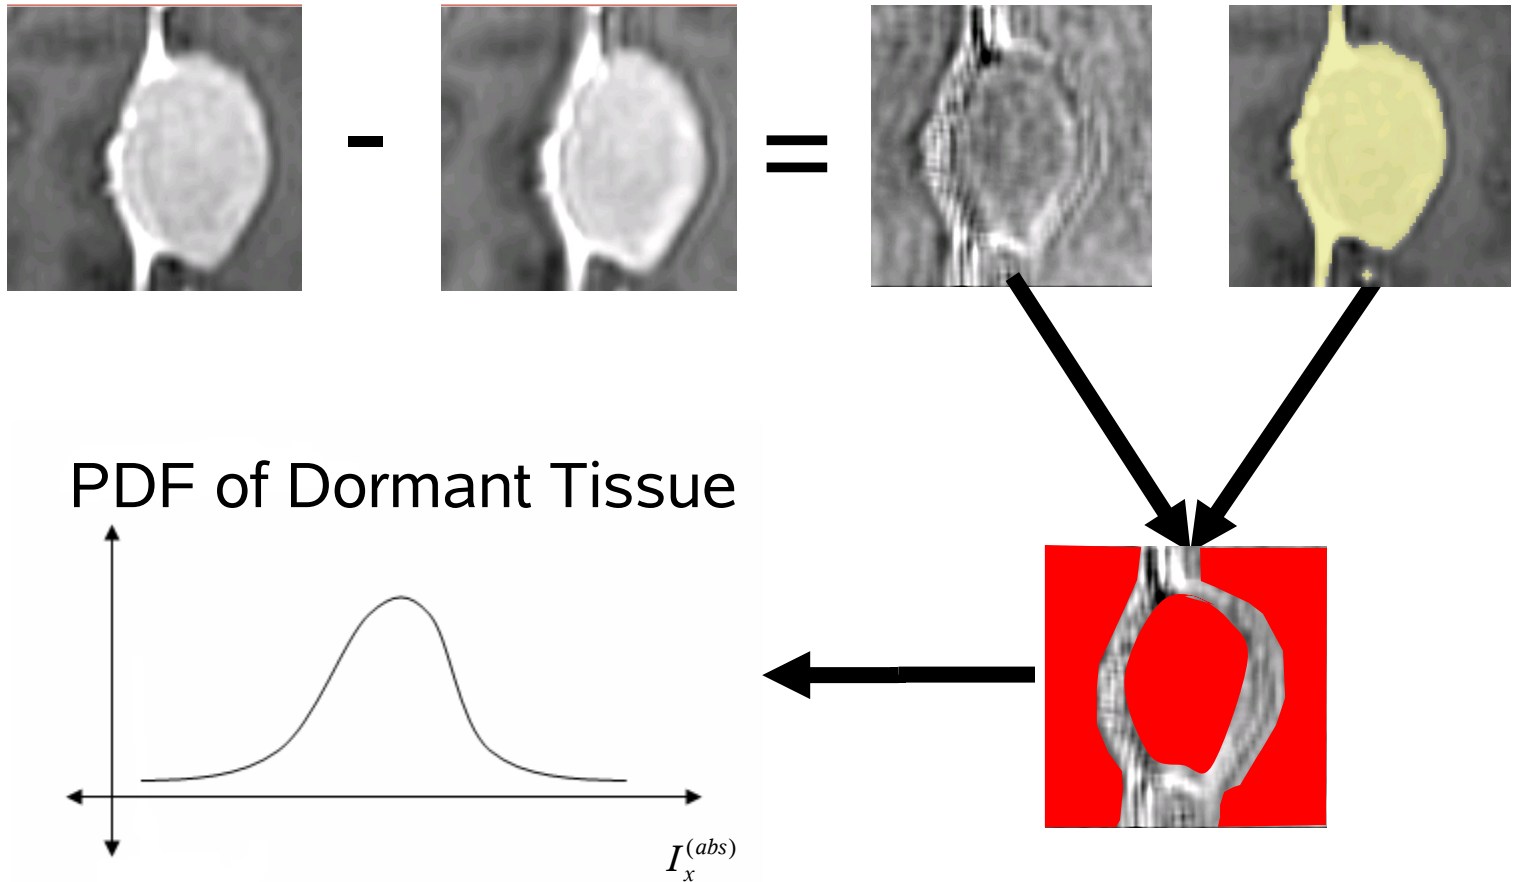 - =
PDF of Dormant Tissue
I_x^(abs)